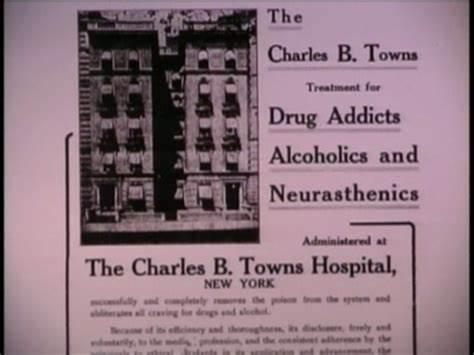 The
Charles B. Towns
Treatment for
Drug Addicts
Alcoholics and
Neurasthenics
Administered at
The Charles B. Towns Hospital,
NEW YORK
successfully and completely removes the poison from the system and
obliterates all craving for drugs and alcohol.
Because of its efficiency and thoroughness, its disclosure, freely and
voluntarily, to the profession, and the consistent adherence by the
principals to ethical standards in its application and advancement, the